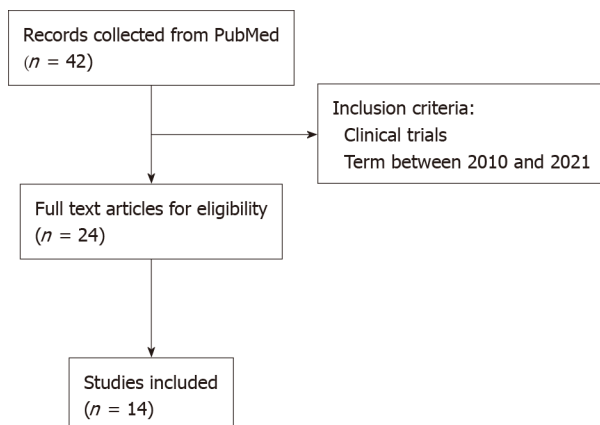 Records collected from PubMed
(n = 42)
Inclusion criteria:
Clinical trials
Term between 2010 and 2021
Full text articles for eligibility
(n = 24)
Studies included
(n = 14)